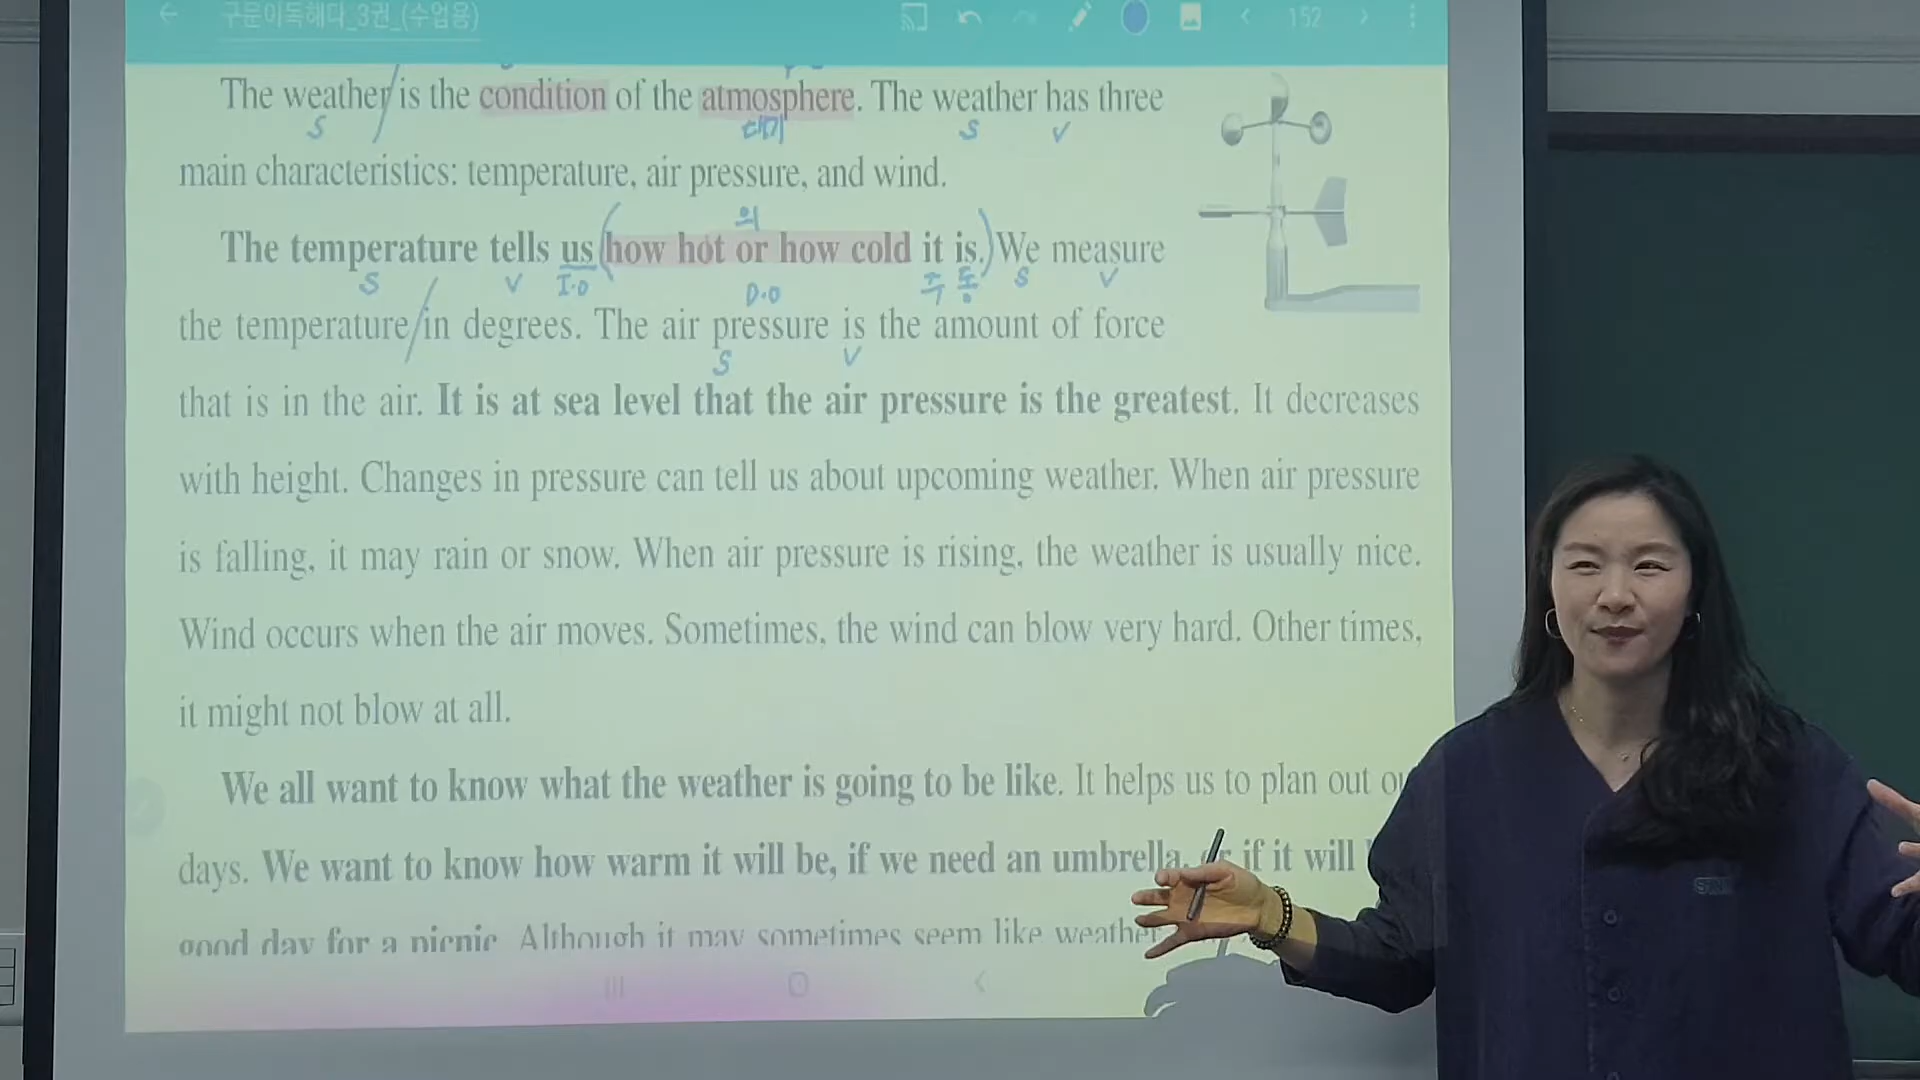 구문이독해다_3권_(수업용)
152
The weather is the condition of the atmosphere. The weather has three
S 대기 S V
main characteristics: temperature, air pressure, and wind.
의
The temperature tells us how hot or how cold it is. We measure
S V I.O D.O 주 동 S V
the temperature in degrees. The air pressure is the amount of force
S V
that is in the air. It is at sea level that the air pressure is the greatest. It decreases
with height. Changes in pressure can tell us about upcoming weather. When air pressure
is falling, it may rain or snow. When air pressure is rising, the weather is usually nice.
Wind occurs when the air moves. Sometimes, the wind can blow very hard. Other times,
it might not blow at all.
We all want to know what the weather is going to be like. It helps us to plan out
days. We want to know how warm it will be, if we need an umbrella, or if it will
good day for a picnic. Although it may sometimes seem like weather